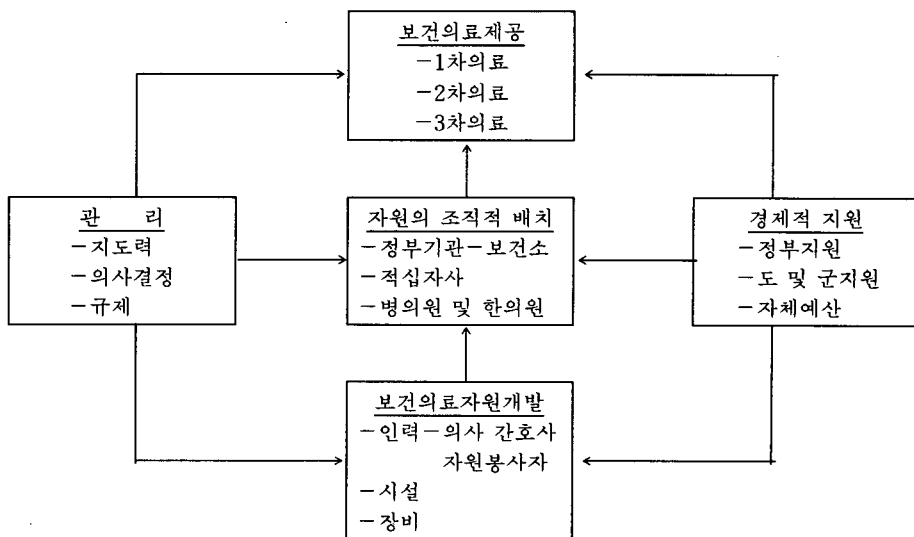 보건의료제공
-1차의료
-2차의료
-3차의료
관 리
-지도력
-의사결정
-규제
자원의 조직적 배치
-정부기관-보건소
-적십자사
-병의원 및 한의원
경제적 지원
-정부지원
-도 및 군지원
-자체예산
보건의료자원개발
-인력-의사 간호사
자원봉사자
-시설
-장비